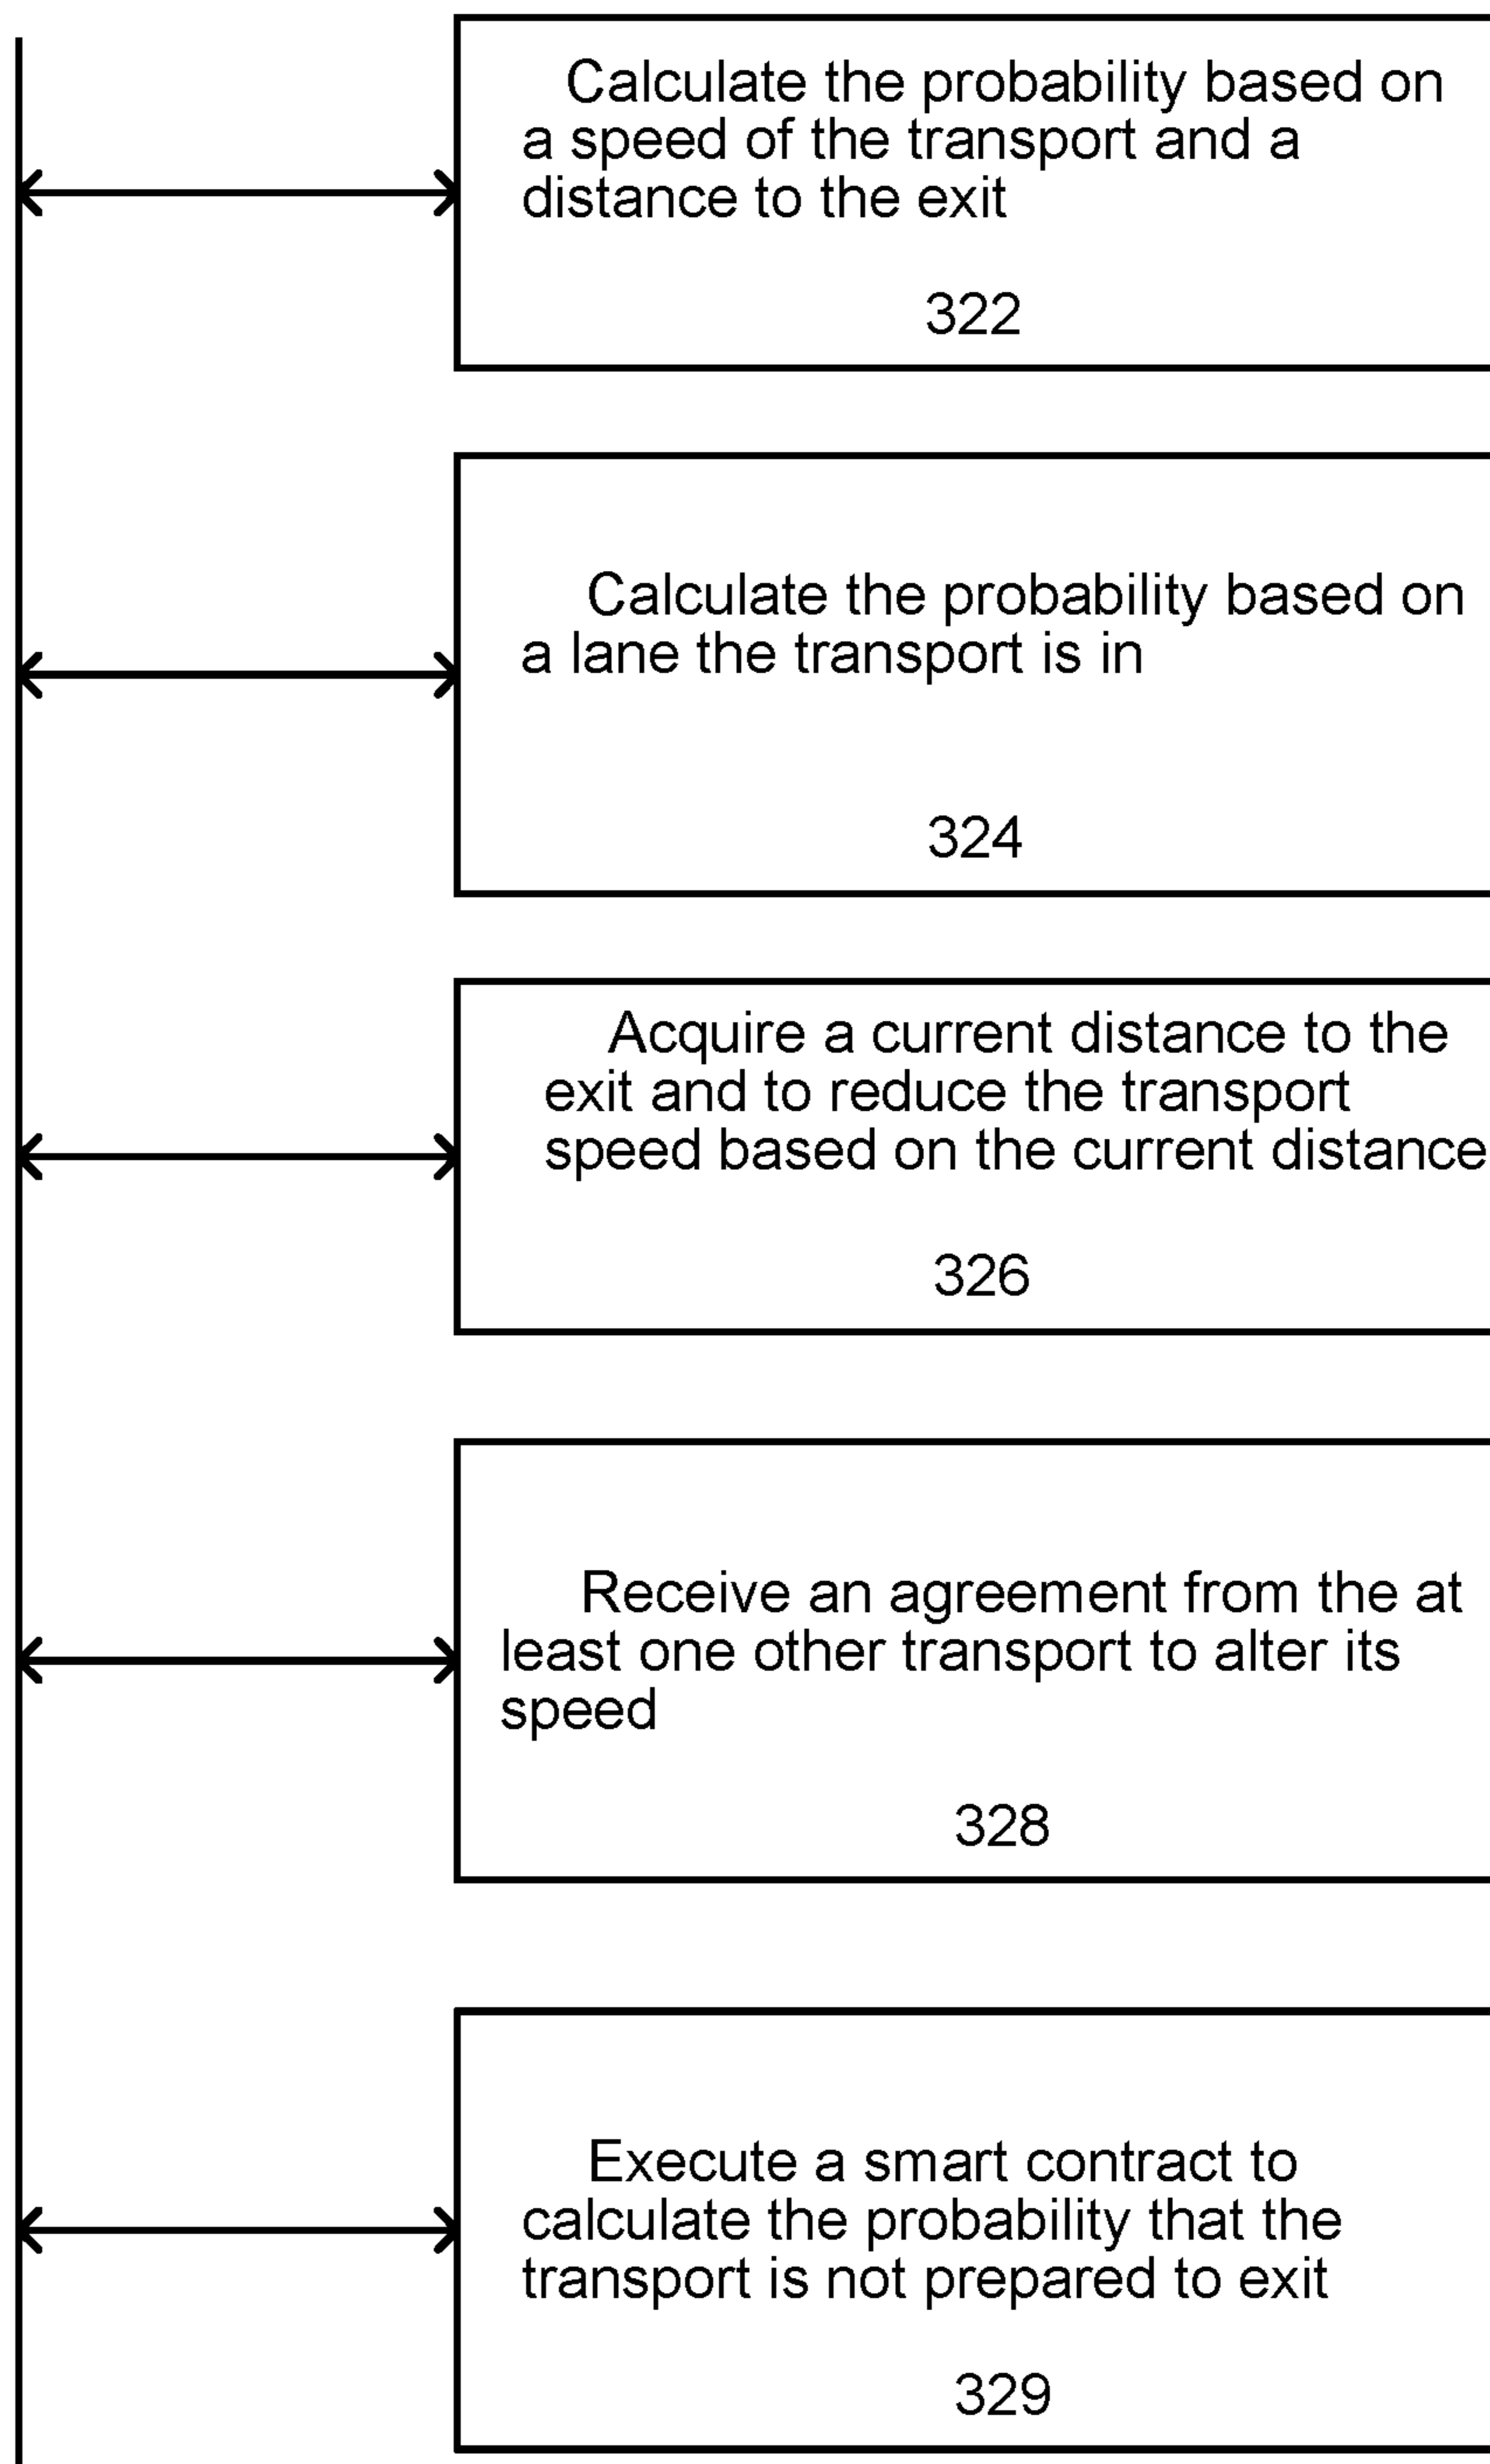 Calculate the probability based on
a speed of the transport and a
distance to the exit
322
Calculate the probability based on
a lane the transport is in
324
Acquire a current distance to the
exit and to reduce the transport
speed based on the current distance
326
Receive an agreement from the at
least one other transport to alter its
speed
328
Execute a smart contract to
calculate the probability that the
transport is not prepared to exit
329